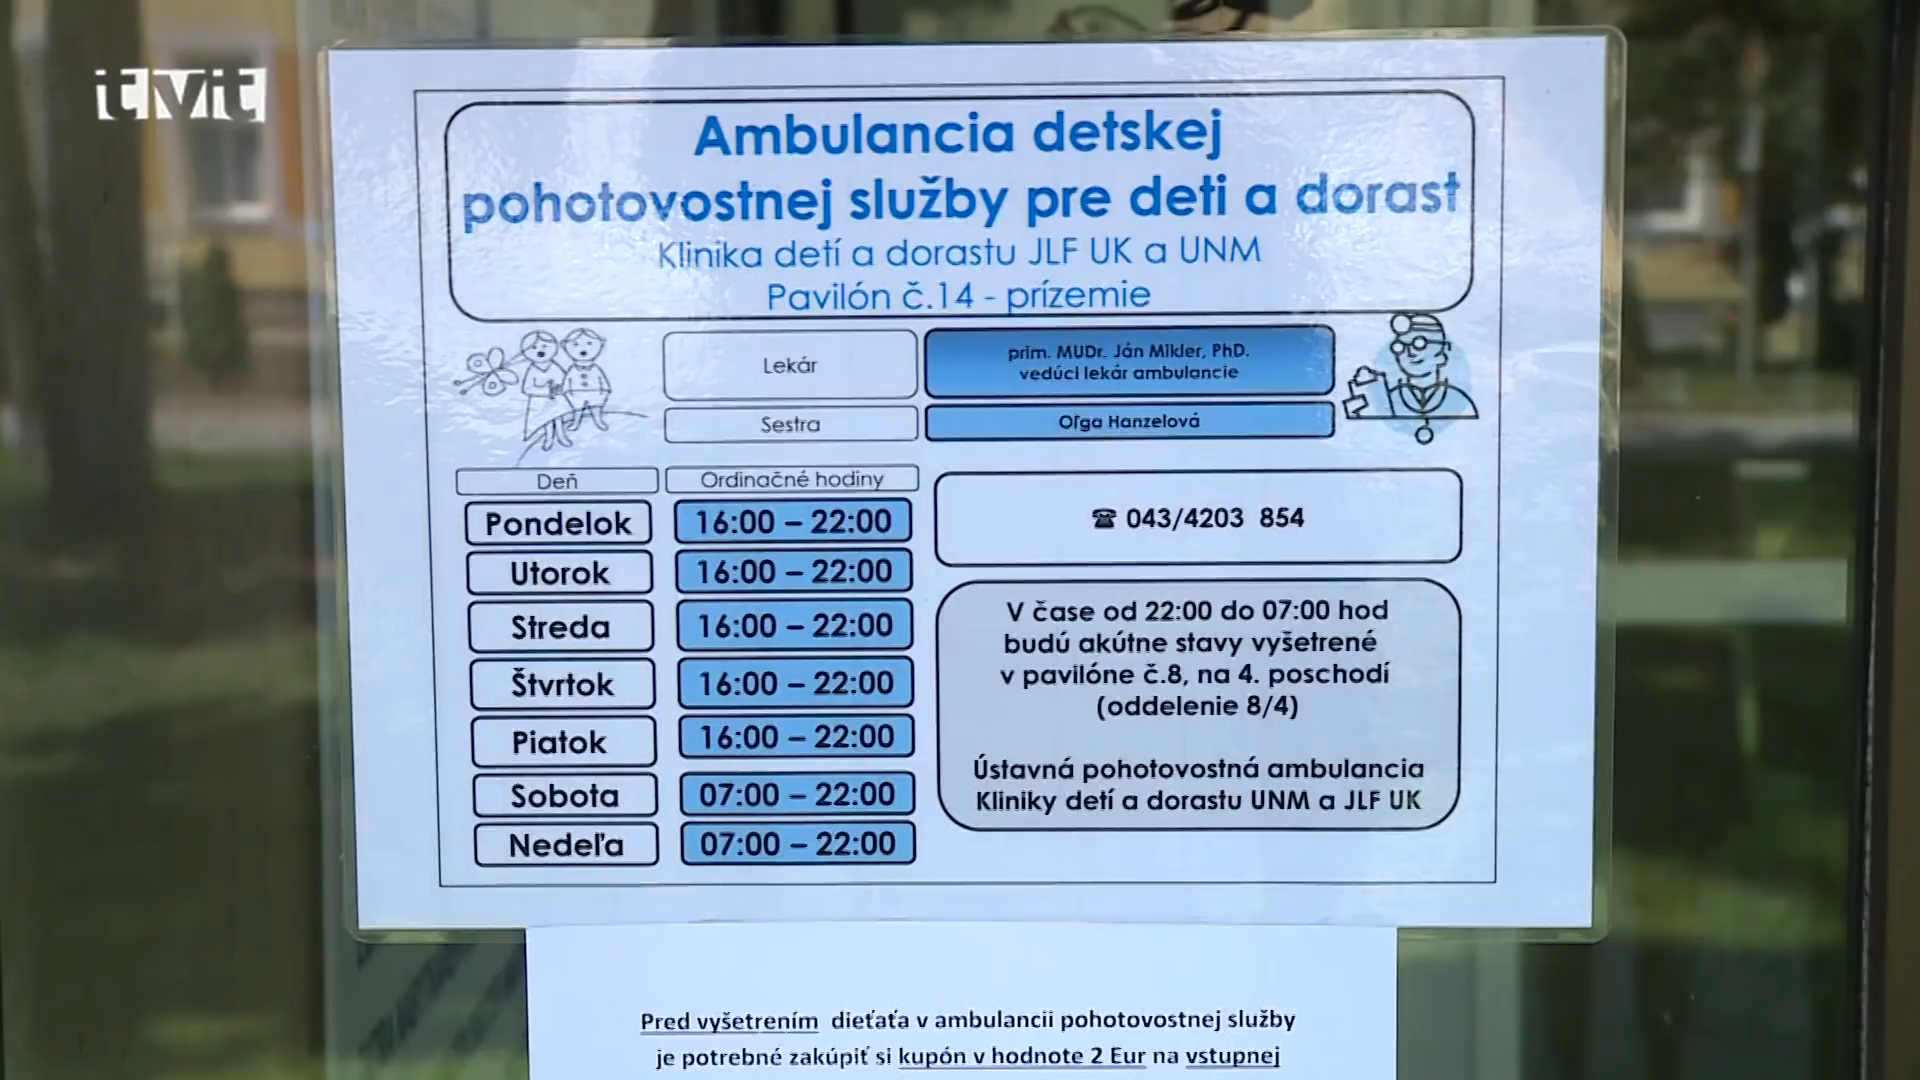 itvit
Ambulancia detskej
pohotovostnej služby pre deti a dorast
Klinika detí a dorastu JLF UK a UNM
Pavilón č.14 - prízemie
Lekár
prim. MUDr. Ján Mikler, PhD.
vedúci lekár ambulancie
Sestra
Oľga Hanzelová
Deň
Ordinačné hodiny
Pondelok
16:00 – 22:00
Utorok
16:00 – 22:00
Streda
16:00 – 22:00
Štvrtok
16:00 – 22:00
Piatok
16:00 – 22:00
Sobota
07:00 – 22:00
Nedeľa
07:00 – 22:00
☎ 043/4203 854
V čase od 22:00 do 07:00 hod
budú akútne stavy vyšetrené
v pavilóne č.8, na 4. poschodí
(oddelenie 8/4)
Ústavná pohotovostná ambulancia
Kliniky detí a dorastu UNM a JLF UK
Pred vyšetrením dieťaťa v ambulancii pohotovostnej služby
je potrebné zakúpiť si kupón v hodnote 2 Eur na vstupnej